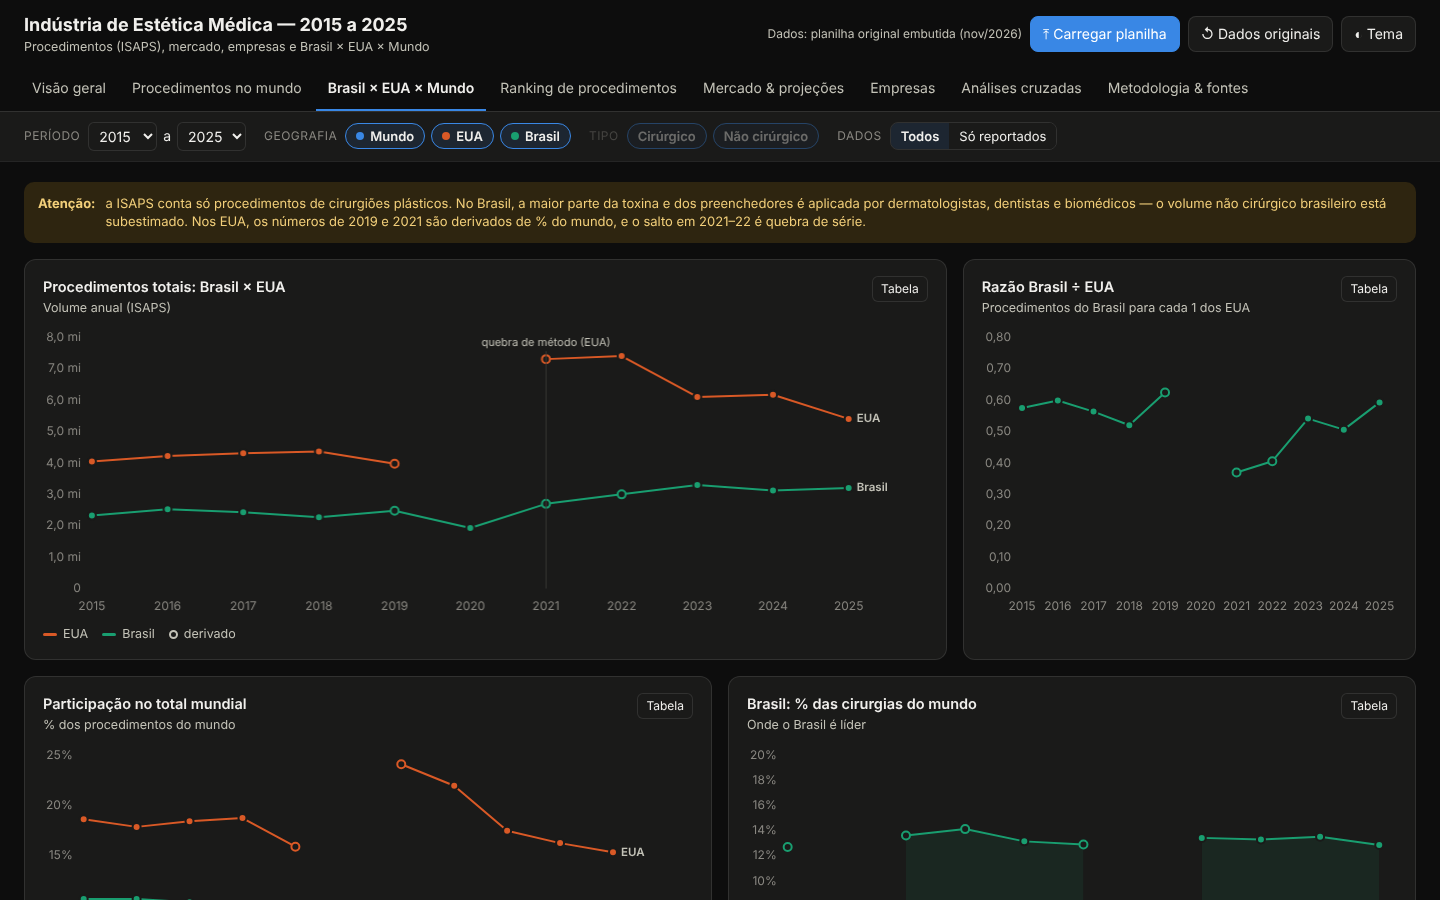 Indústria de Estética Médica — 2015 a 2025
Procedimentos (ISAPS), mercado, empresas e Brasil × EUA × Mundo
Dados: planilha original embutida (nov/2026)
⤒ Carregar planilha
↺ Dados originais
◐ Tema
Visão geral
Procedimentos no mundo
Brasil × EUA × Mundo
Ranking de procedimentos
Mercado & projeções
Empresas
Análises cruzadas
Metodologia & fontes
PERÍODO 2015 a 2025
GEOGRAFIA Mundo EUA Brasil
TIPO Cirúrgico Não cirúrgico
DADOS Todos Só reportados
Atenção: a ISAPS conta só procedimentos de cirurgiões plásticos. No Brasil, a maior parte da toxina e dos preenchedores é aplicada por dermatologistas, dentistas e biomédicos — o volume não cirúrgico brasileiro está
subestimado. Nos EUA, os números de 2019 e 2021 são derivados de % do mundo, e o salto em 2021–22 é quebra de série.
Procedimentos totais: Brasil × EUA
Volume anual (ISAPS)
Tabela
8,0 mi
7,0 mi
6,0 mi
5,0 mi
4,0 mi
3,0 mi
2,0 mi
1,0 mi
0
quebra de método (EUA)
EUA
Brasil
2015 2016 2017 2018 2019 2020 2021 2022 2023 2024 2025
EUA Brasil derivado
Razão Brasil ÷ EUA
Procedimentos do Brasil para cada 1 dos EUA
Tabela
0,80
0,70
0,60
0,50
0,40
0,30
0,20
0,10
0,00
2015 2016 2017 2018 2019 2020 2021 2022 2023 2024 2025
Participação no total mundial
% dos procedimentos do mundo
Tabela
25%
20%
15%
EUA
Brasil: % das cirurgias do mundo
Onde o Brasil é líder
Tabela
20%
18%
16%
14%
12%
10%